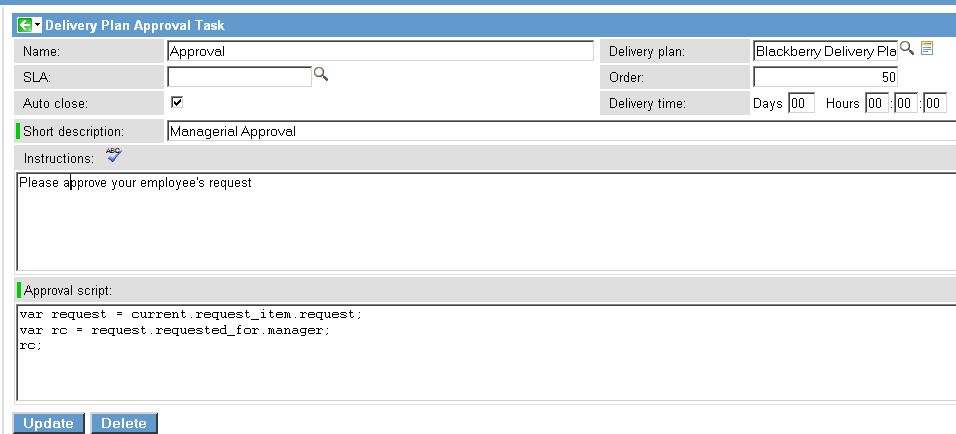 Delivery Plan Approval Task
Name: Approval Delivery plan: Blackberry Delivery Pla
SLA: Order: 50
Auto close: Delivery time: Days 00 Hours 00 : 00 : 00
Short description: Managerial Approval
Instructions: ABC
Please approve your employee's request
Approval script:
var request = current.request_item.request;
var rc = request.requested_for.manager;
rc;
Update Delete